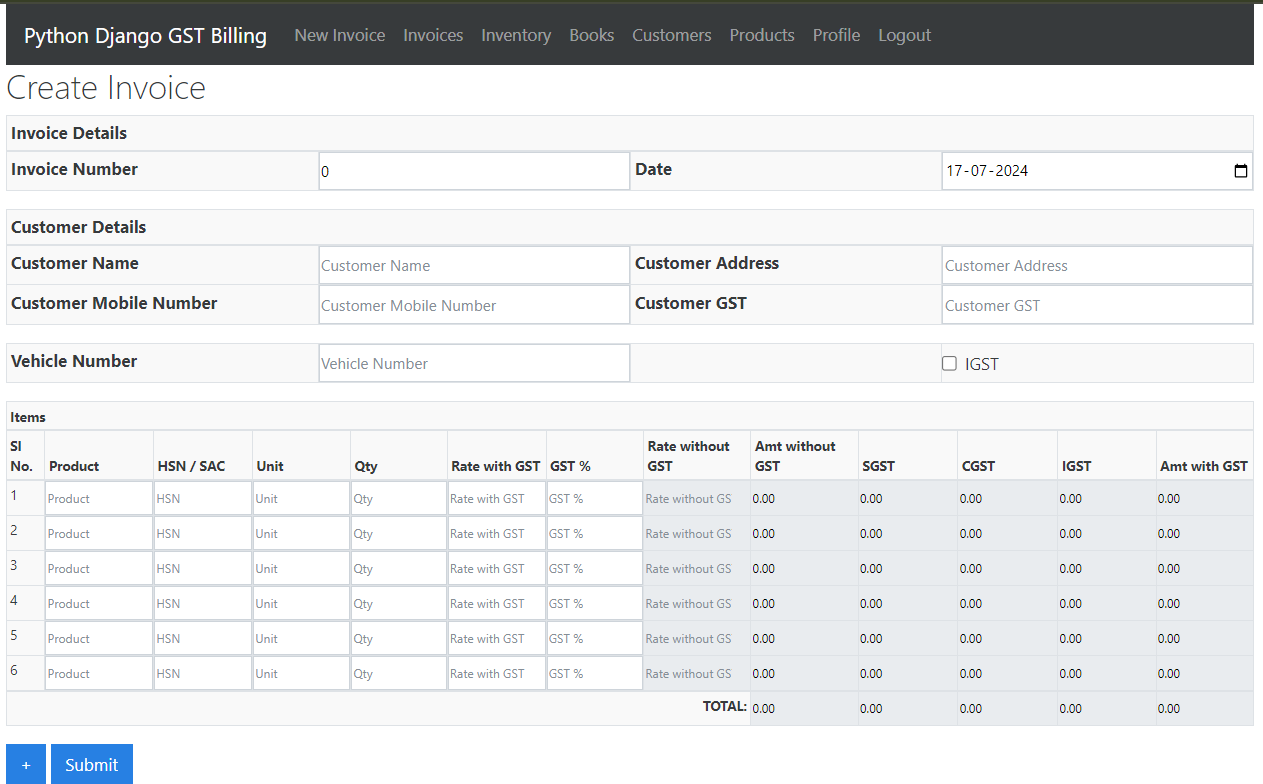 Python Django GST Billing New Invoice Invoices Inventory Books Customers Products Profile Logout
Create Invoice
Invoice Details
Invoice Number 0 Date 17-07-2024
Customer Details
Customer Name Customer Name Customer Address Customer Address
Customer Mobile Number Customer Mobile Number Customer GST Customer GST
Vehicle Number Vehicle Number IGST
Items
Sl No. Product HSN / SAC Unit Qty Rate with GST GST % Rate without GST Amt without GST SGST CGST IGST Amt with GST
1 Product HSN Unit Qty Rate with GST GST % Rate without GS 0.00 0.00 0.00 0.00 0.00
2 Product HSN Unit Qty Rate with GST GST % Rate without GS 0.00 0.00 0.00 0.00 0.00
3 Product HSN Unit Qty Rate with GST GST % Rate without GS 0.00 0.00 0.00 0.00 0.00
4 Product HSN Unit Qty Rate with GST GST % Rate without GS 0.00 0.00 0.00 0.00 0.00
5 Product HSN Unit Qty Rate with GST GST % Rate without GS 0.00 0.00 0.00 0.00 0.00
6 Product HSN Unit Qty Rate with GST GST % Rate without GS 0.00 0.00 0.00 0.00 0.00
TOTAL: 0.00 0.00 0.00 0.00 0.00
+ Submit